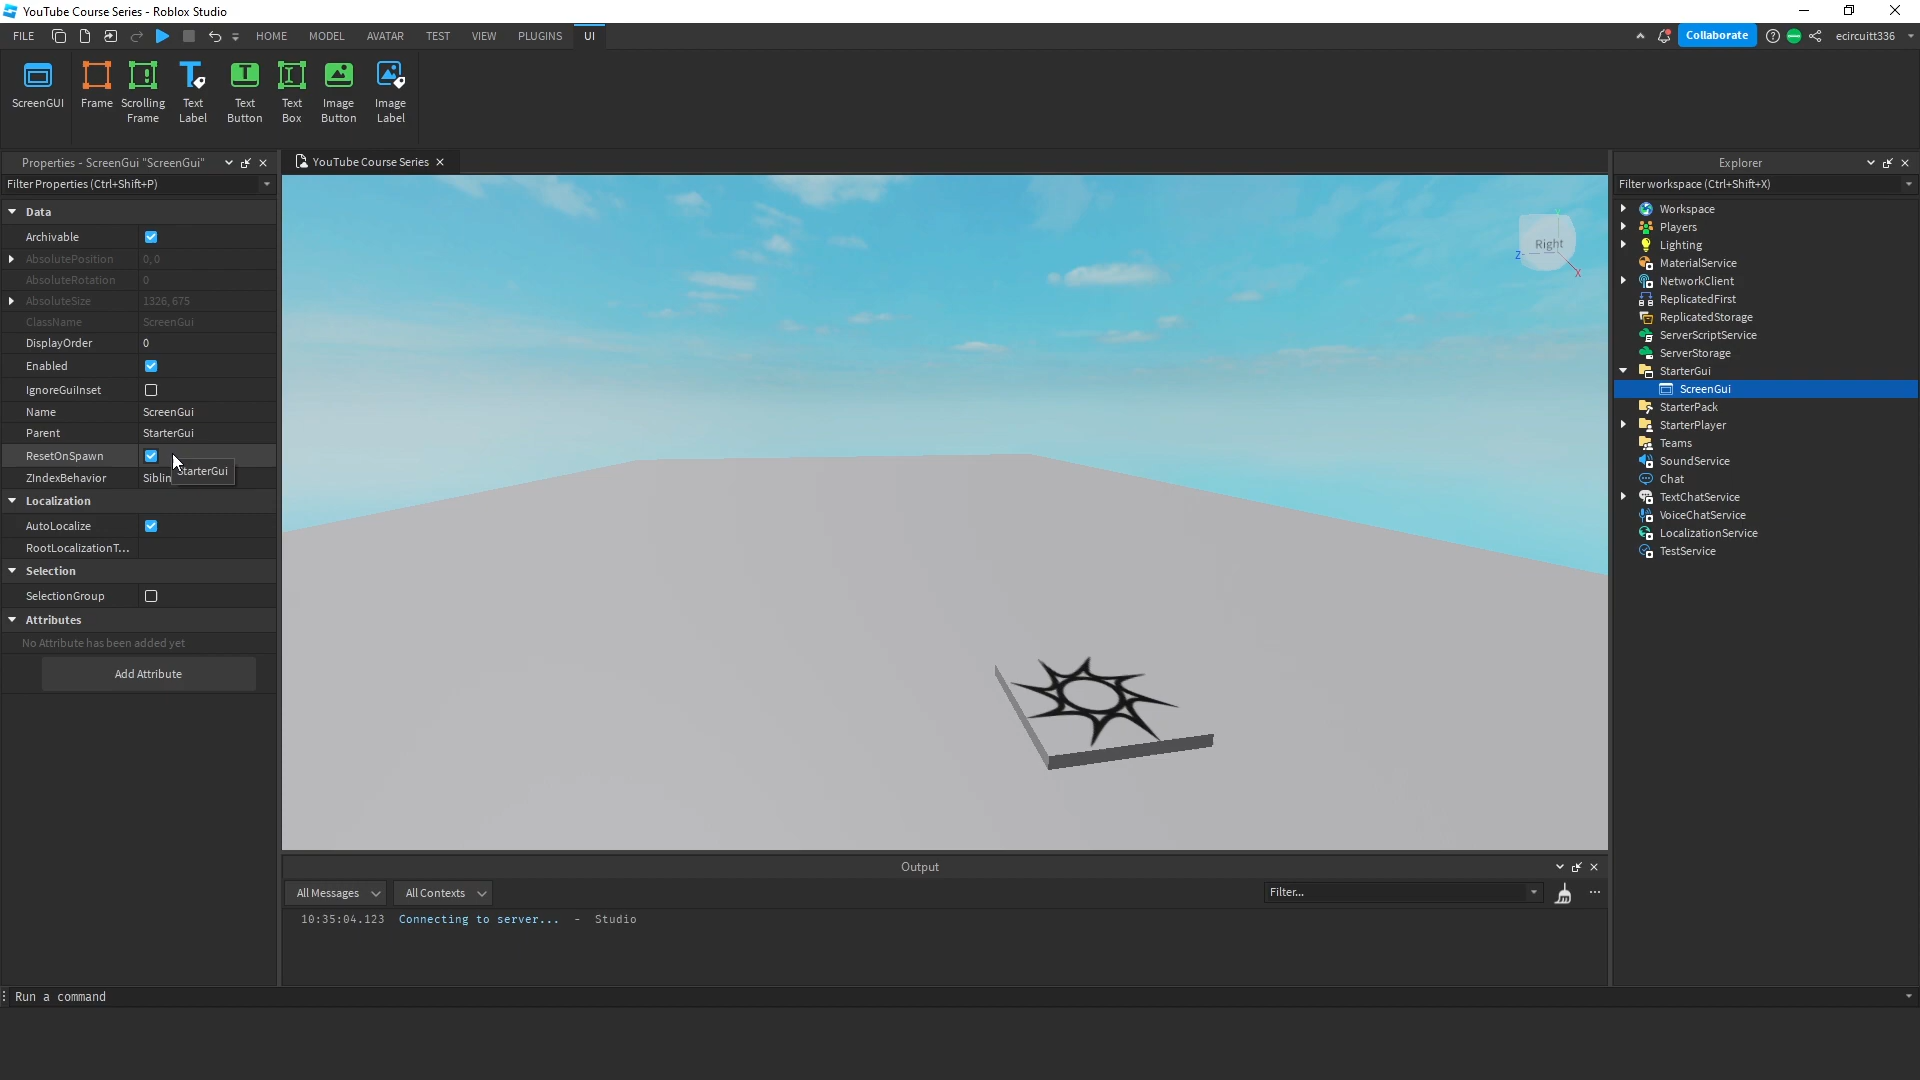 YouTube Course Series - Roblox Studio
FILE HOME MODEL AVATAR TEST VIEW PLUGINS UI Collaborate ecircuitt336
ScreenGUI Frame Scrolling Frame Text Label Text Button Text Box Image Button Image Label
Properties - ScreenGui "ScreenGui"
Filter Properties (Ctrl+Shift+P)
Data
Archivable
AbsolutePosition 0, 0
AbsoluteRotation 0
AbsoluteSize 1326, 675
ClassName ScreenGui
DisplayOrder 0
Enabled
IgnoreGuiInset
Name ScreenGui
Parent StarterGui
ResetOnSpawn
StarterGui
ZIndexBehavior Siblin
Localization
AutoLocalize
RootLocalizationT...
Selection
SelectionGroup
Attributes
No Attribute has been added yet
Add Attribute
YouTube Course Series
Right
Y
Z
X
Output
All Messages All Contexts Filter...
10:35:04.123 Connecting to server... - Studio
Explorer
Filter workspace (Ctrl+Shift+X)
Workspace
Players
Lighting
MaterialService
NetworkClient
ReplicatedFirst
ReplicatedStorage
ServerScriptService
ServerStorage
StarterGui
ScreenGui
StarterPack
StarterPlayer
Teams
SoundService
Chat
TextChatService
VoiceChatService
LocalizationService
TestService
Run a command